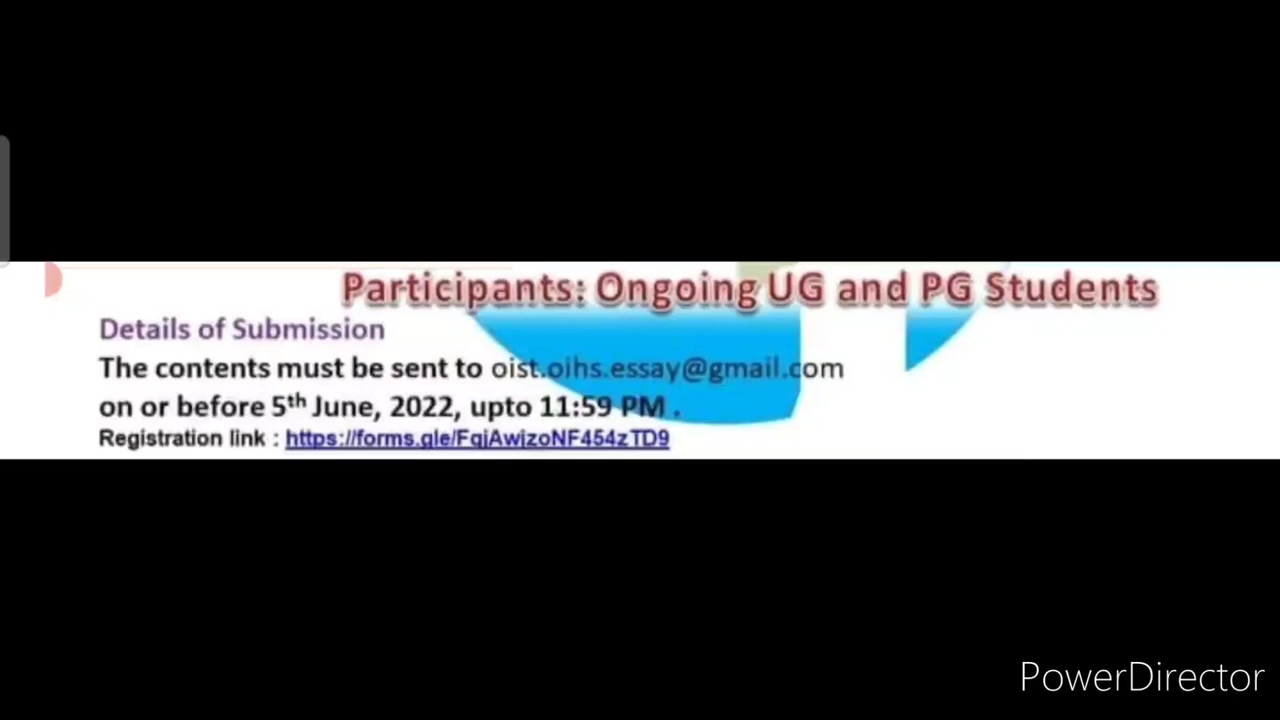 Participants: Ongoing UG and PG Students
Details of Submission
The contents must be sent to oist.oihs.essay@gmail.com
on or before 5th June, 2022, upto 11:59 PM .
Registration link : https://forms.gle/FqjAwjzoNF454zTD9
PowerDirector